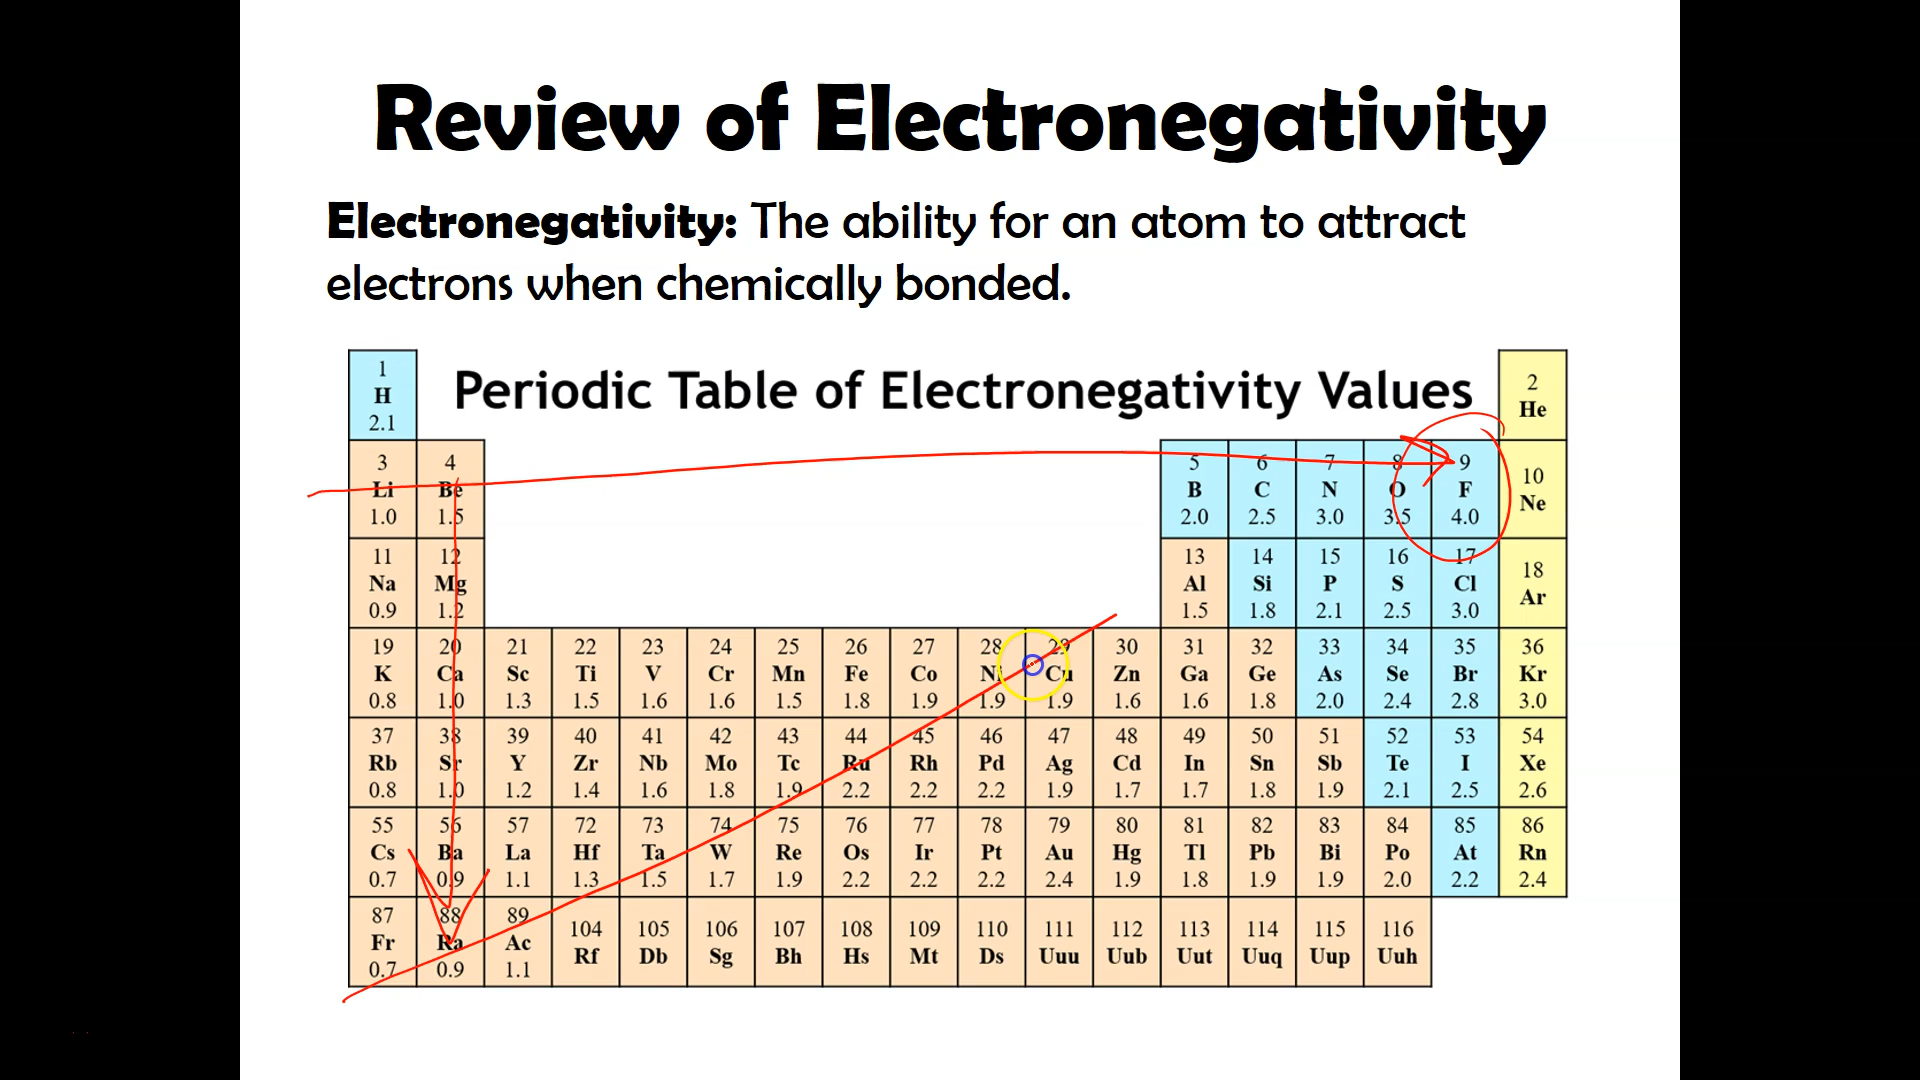 Review of Electronegativity
Electronegativity: The ability for an atom to attract
electrons when chemically bonded.
Periodic Table of Electronegativity Values
1 2
H He
2.1
3 4 5 6 7 8 9 10
Li Be B C N O F Ne
1.0 1.5 2.0 2.5 3.0 3.5 4.0
11 12 13 14 15 16 17 18
Na Mg Al Si P S Cl Ar
0.9 1.2 1.5 1.8 2.1 2.5 3.0
19 20 21 22 23 24 25 26 27 28 29 30 31 32 33 34 35 36
K Ca Sc Ti V Cr Mn Fe Co Ni Cu Zn Ga Ge As Se Br Kr
0.8 1.0 1.3 1.5 1.6 1.6 1.5 1.8 1.9 1.9 1.9 1.6 1.6 1.8 2.0 2.4 2.8 3.0
37 38 39 40 41 42 43 44 45 46 47 48 49 50 51 52 53 54
Rb Sr Y Zr Nb Mo Tc Ru Rh Pd Ag Cd In Sn Sb Te I Xe
0.8 1.0 1.2 1.4 1.6 1.8 1.9 2.2 2.2 2.2 1.9 1.7 1.7 1.8 1.9 2.1 2.5 2.6
55 56 57 72 73 74 75 76 77 78 79 80 81 82 83 84 85 86
Cs Ba La Hf Ta W Re Os Ir Pt Au Hg Tl Pb Bi Po At Rn
0.7 0.9 1.1 1.3 1.5 1.7 1.9 2.2 2.2 2.2 2.4 1.9 1.8 1.9 1.9 2.0 2.2 2.4
87 88 89 104 105 106 107 108 109 110 111 112 113 114 115 116
Fr Ra Ac Rf Db Sg Bh Hs Mt Ds Uuu Uub Uut Uuq Uup Uuh
0.7 0.9 1.1